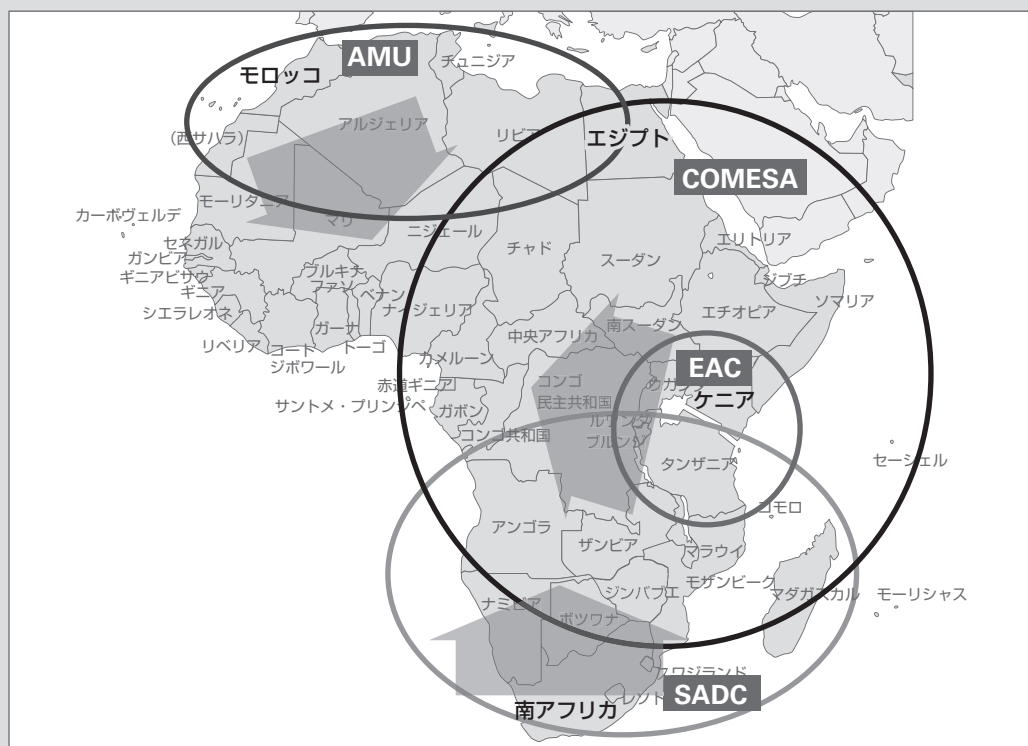 AMU
チュニジア
モロッコ
アルジェリア
リビア
エジプト
(西サハラ)
COMESA
モーリタニア
カーボヴェルデ
マリ
ニジェール
チャド
スーダン
エリトリア
セネガル
ガンビア
ギニアビサウ
ギニア
シエラレオネ
リベリア
ブルキナ
ファソ
ベナン
ナイジェリア
ガーナ
トーゴ
コート
ジボワール
ジブチ
ソマリア
エチオピア
南スーダン
中央アフリカ
カメルーン
赤道ギニア
サントメ・プリンシペ
ガボン
コンゴ共和国
コンゴ
民主共和国
EAC
ウガンダ
ケニア
ルワンダ
ブルンジ
タンザニア
セーシェル
コモロ
アンゴラ
ザンビア
マラウイ
モザンビーク
マダガスカル
モーリシャス
ジンバブエ
ナミビア
ボツワナ
スワジランド
レソト
SADC
南アフリカ